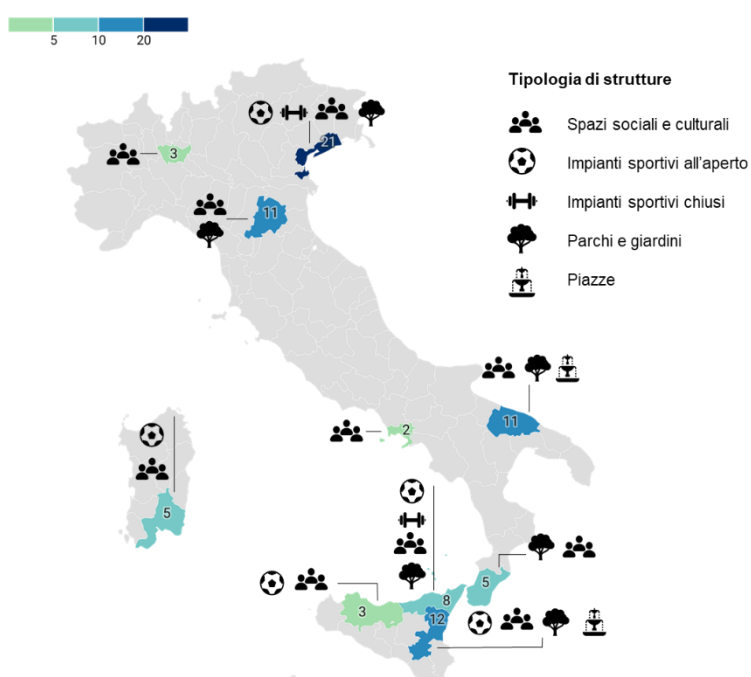 5 10 20
Tipologia di strutture
Spazi sociali e culturali
Impianti sportivi all'aperto
Impianti sportivi chiusi
Parchi e giardini
Piazze
21
3
11
11
2
5
5
8
3
12